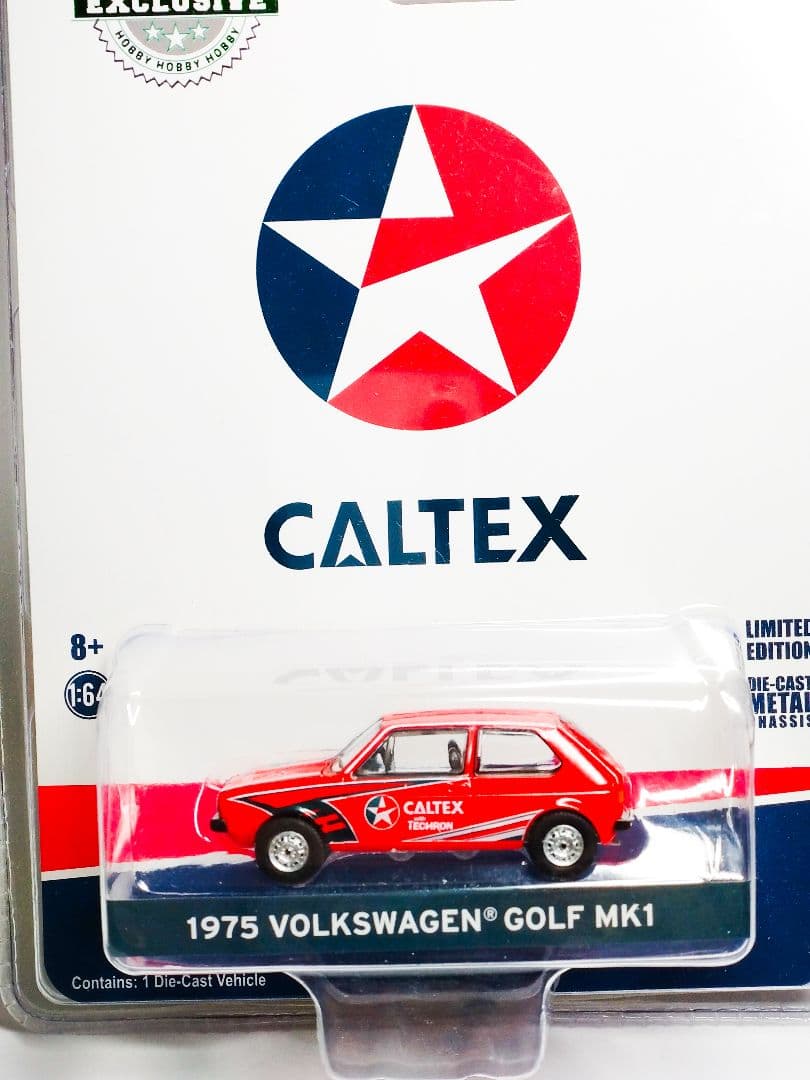 EXCLUSIVE
HOBBY HOBBY HOBBY
CALTEX
8+
1:64
LIMITED
EDITION
DIE-CAST
METAL
CHASSIS
CALTEX
with
TECHRON
1975 VOLKSWAGEN® GOLF MK1
Contains: 1 Die-Cast Vehicle